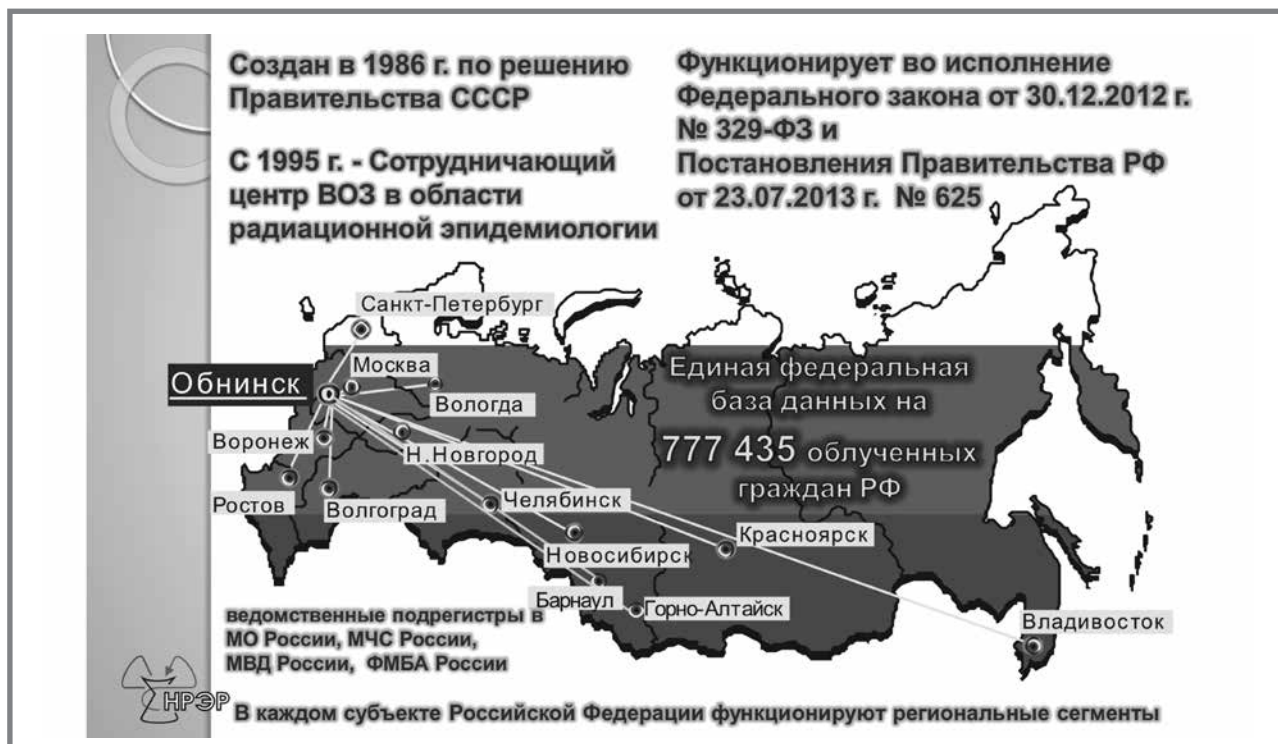 Создан в 1986 г. по решению
Правительства СССР
С 1995 г. - Сотрудничающий
центр ВОЗ в области
радиационной эпидемиологии
Функционирует во исполнение
Федерального закона от 30.12.2012 г.
№ 329-ФЗ и
Постановления Правительства РФ
от 23.07.2013 г. № 625
Санкт-Петербург
Москва
Обнинск
Вологда
Воронеж
Н.Новгород
Ростов
Волгоград
Челябинск
Новосибирск
Красноярск
Барнаул
Горно-Алтайск
Владивосток
Единая федеральная
база данных на
777 435 облученных
граждан РФ
ведомственные подрегистры в
МО России, МЧС России,
МВД России, ФМБА России
НРЭР
В каждом субъекте Российской Федерации функционируют региональные сегменты